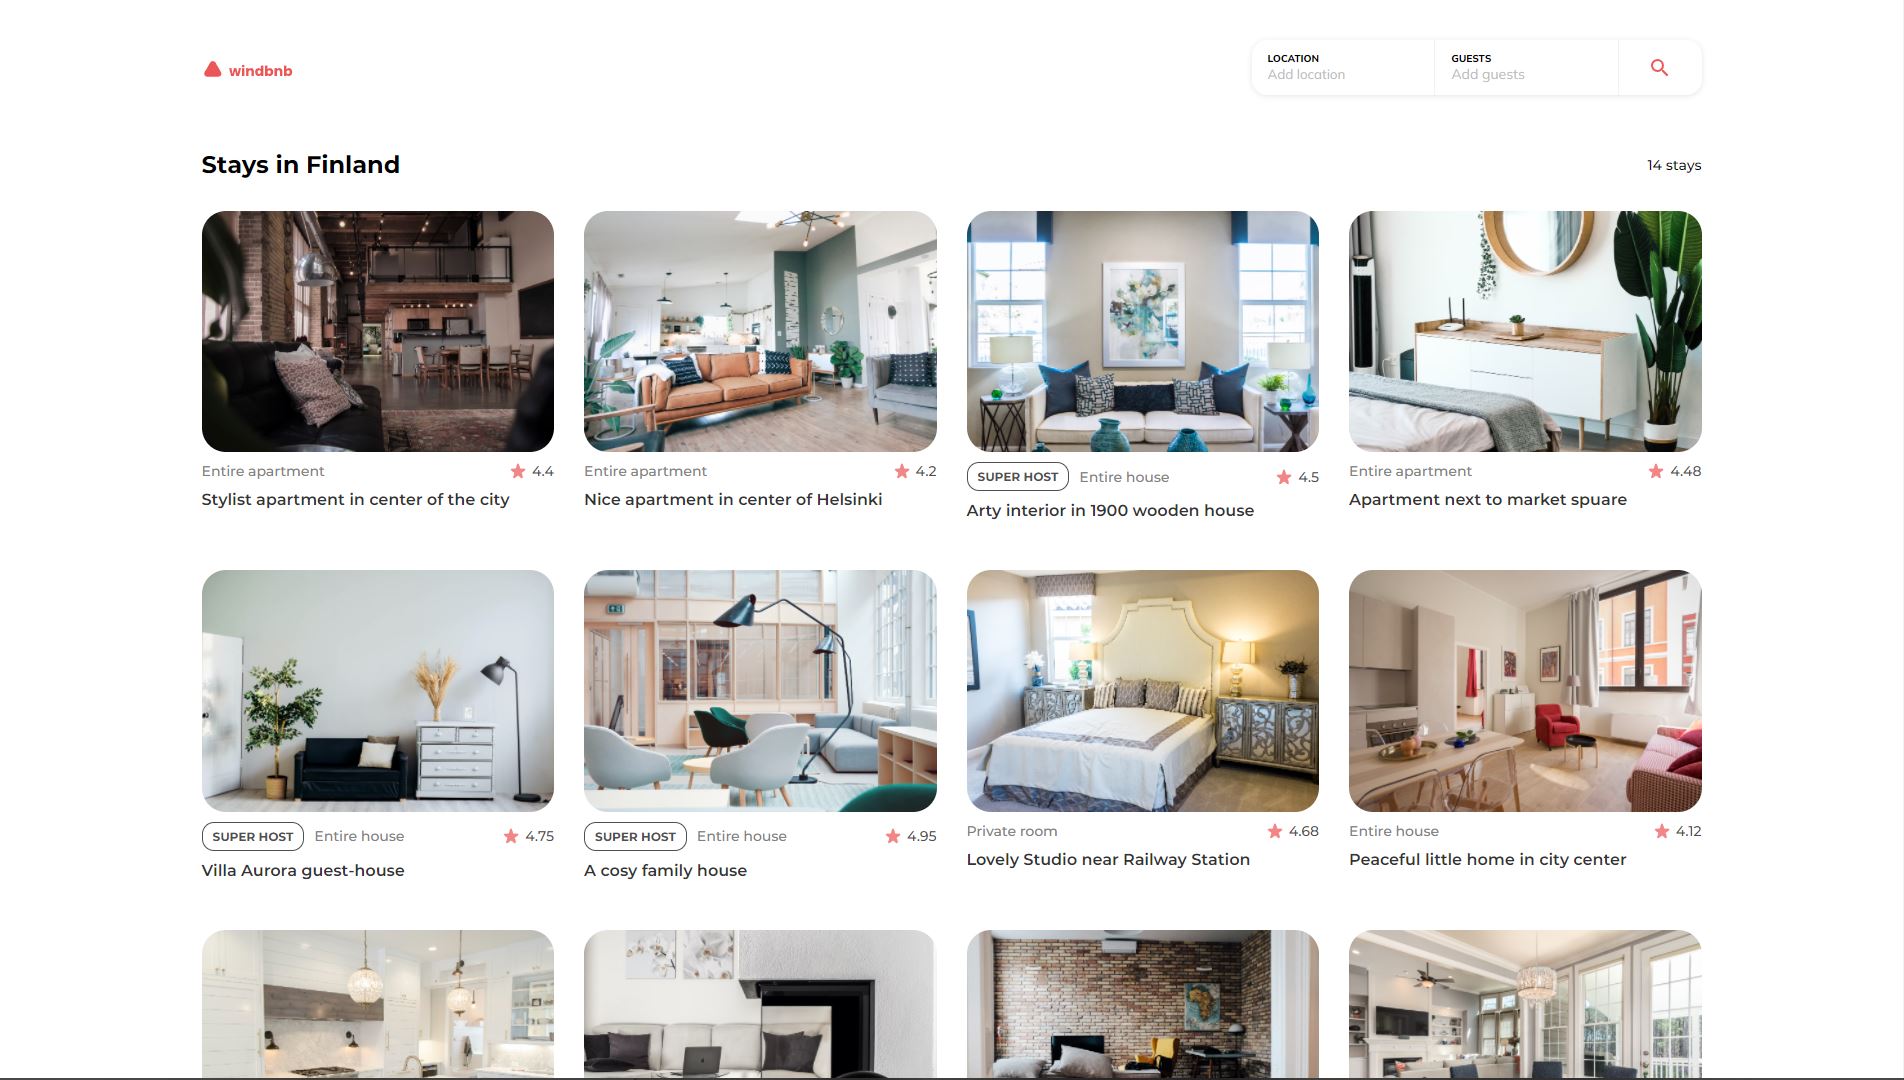 windbnb
LOCATION
Add location
GUESTS
Add guests
Stays in Finland
14 stays
Entire apartment
4.4
Stylist apartment in center of the city
Entire apartment
4.2
Nice apartment in center of Helsinki
SUPER HOST
Entire house
4.5
Arty interior in 1900 wooden house
Entire apartment
4.48
Apartment next to market spuare
SUPER HOST
Entire house
4.75
Villa Aurora guest-house
SUPER HOST
Entire house
4.95
A cosy family house
Private room
4.68
Lovely Studio near Railway Station
Entire house
4.12
Peaceful little home in city center